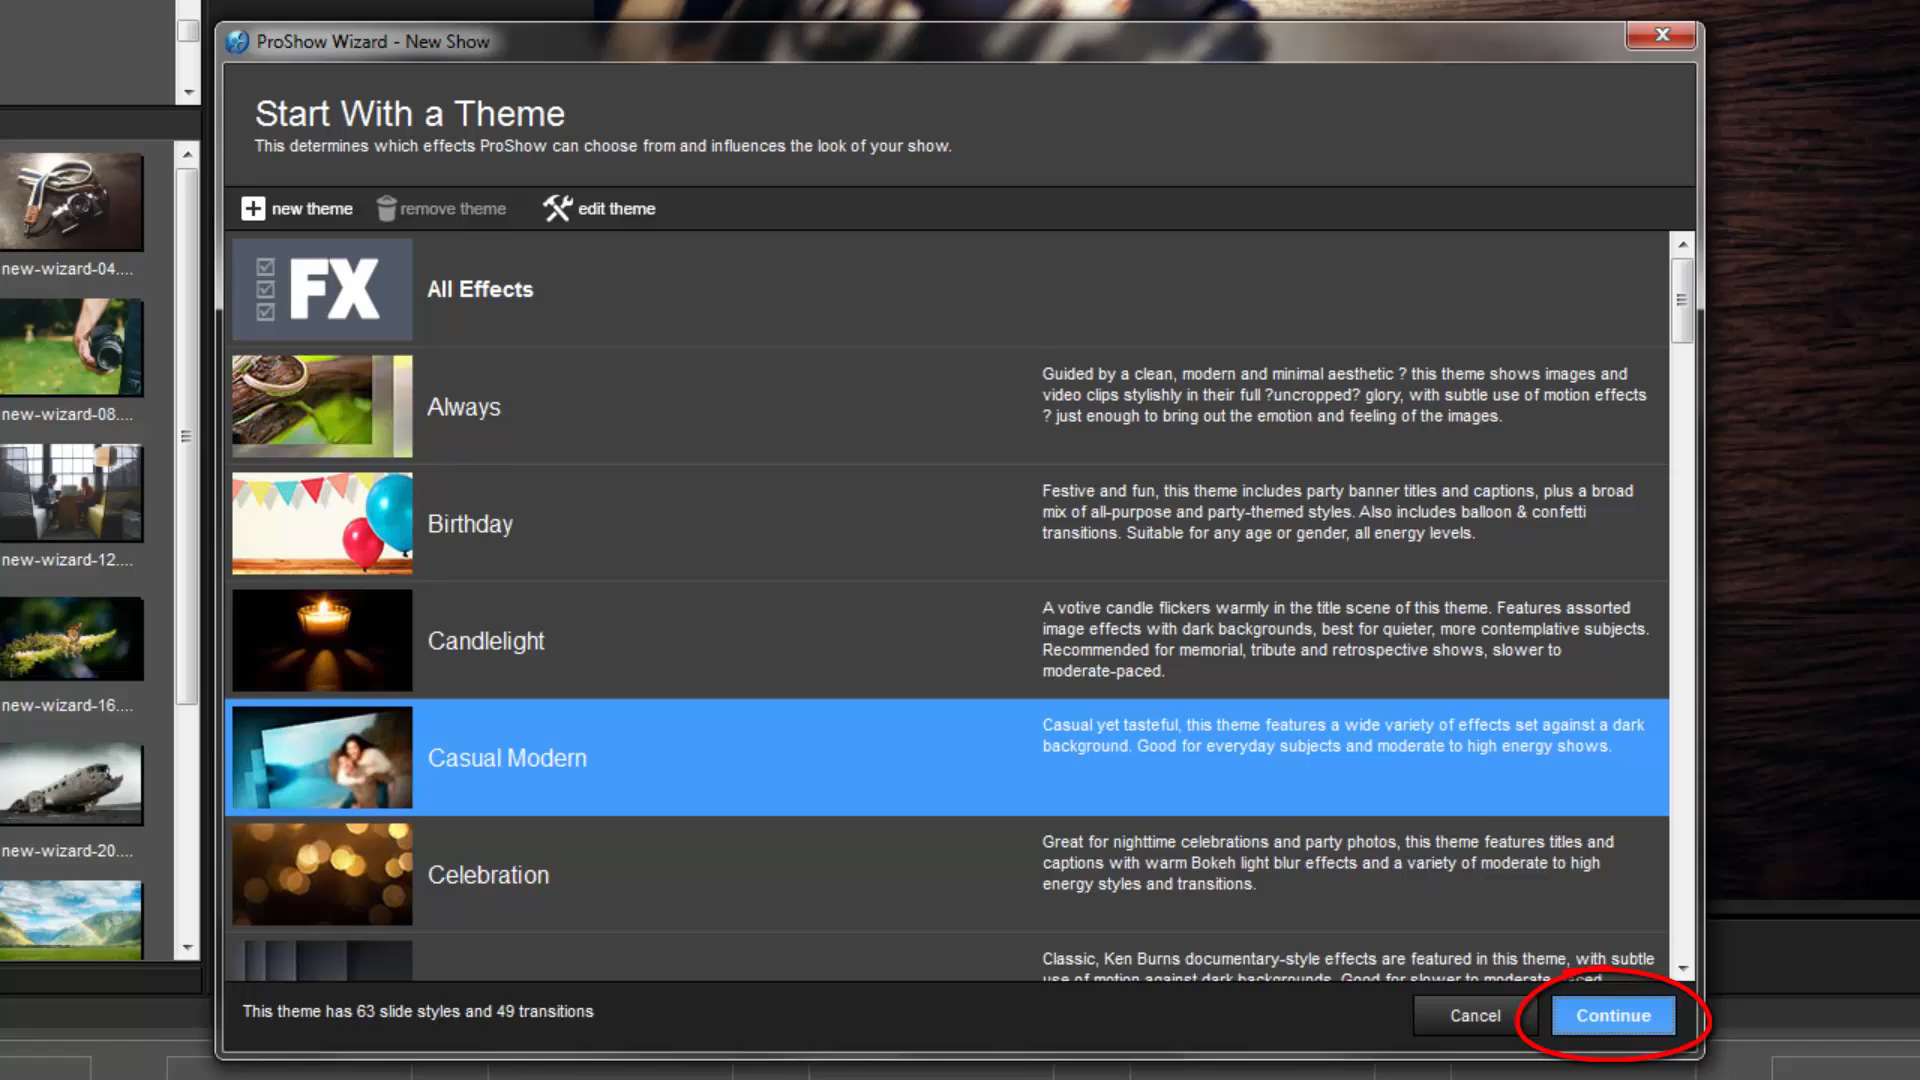 ProShow Wizard - New Show
Start With a Theme
This determines which effects ProShow can choose from and influences the look of your show.
new theme
remove theme
edit theme
FX
All Effects
Always
Guided by a clean, modern and minimal aesthetic ? this theme shows images and
video clips stylishly in their full ?uncropped? glory, with subtle use of motion effects
? just enough to bring out the emotion and feeling of the images.
Birthday
Festive and fun, this theme includes party banner titles and captions, plus a broad
mix of all-purpose and party-themed styles. Also includes balloon & confetti
transitions. Suitable for any age or gender, all energy levels.
Candlelight
A votive candle flickers warmly in the title scene of this theme. Features assorted
image effects with dark backgrounds, best for quieter, more contemplative subjects.
Recommended for memorial, tribute and retrospective shows, slower to
moderate-paced.
Casual Modern
Casual yet tasteful, this theme features a wide variety of effects set against a dark
background. Good for everyday subjects and moderate to high energy shows.
Celebration
Great for nighttime celebrations and party photos, this theme features titles and
captions with warm Bokeh light blur effects and a variety of moderate to high
energy styles and transitions.
Classic, Ken Burns documentary-style effects are featured in this theme, with subtle
use of motion against dark backgrounds. Good for slower to moderate
This theme has 63 slide styles and 49 transitions
Cancel
Continue
new-wizard-04....
new-wizard-08....
new-wizard-12....
new-wizard-16....
new-wizard-20....